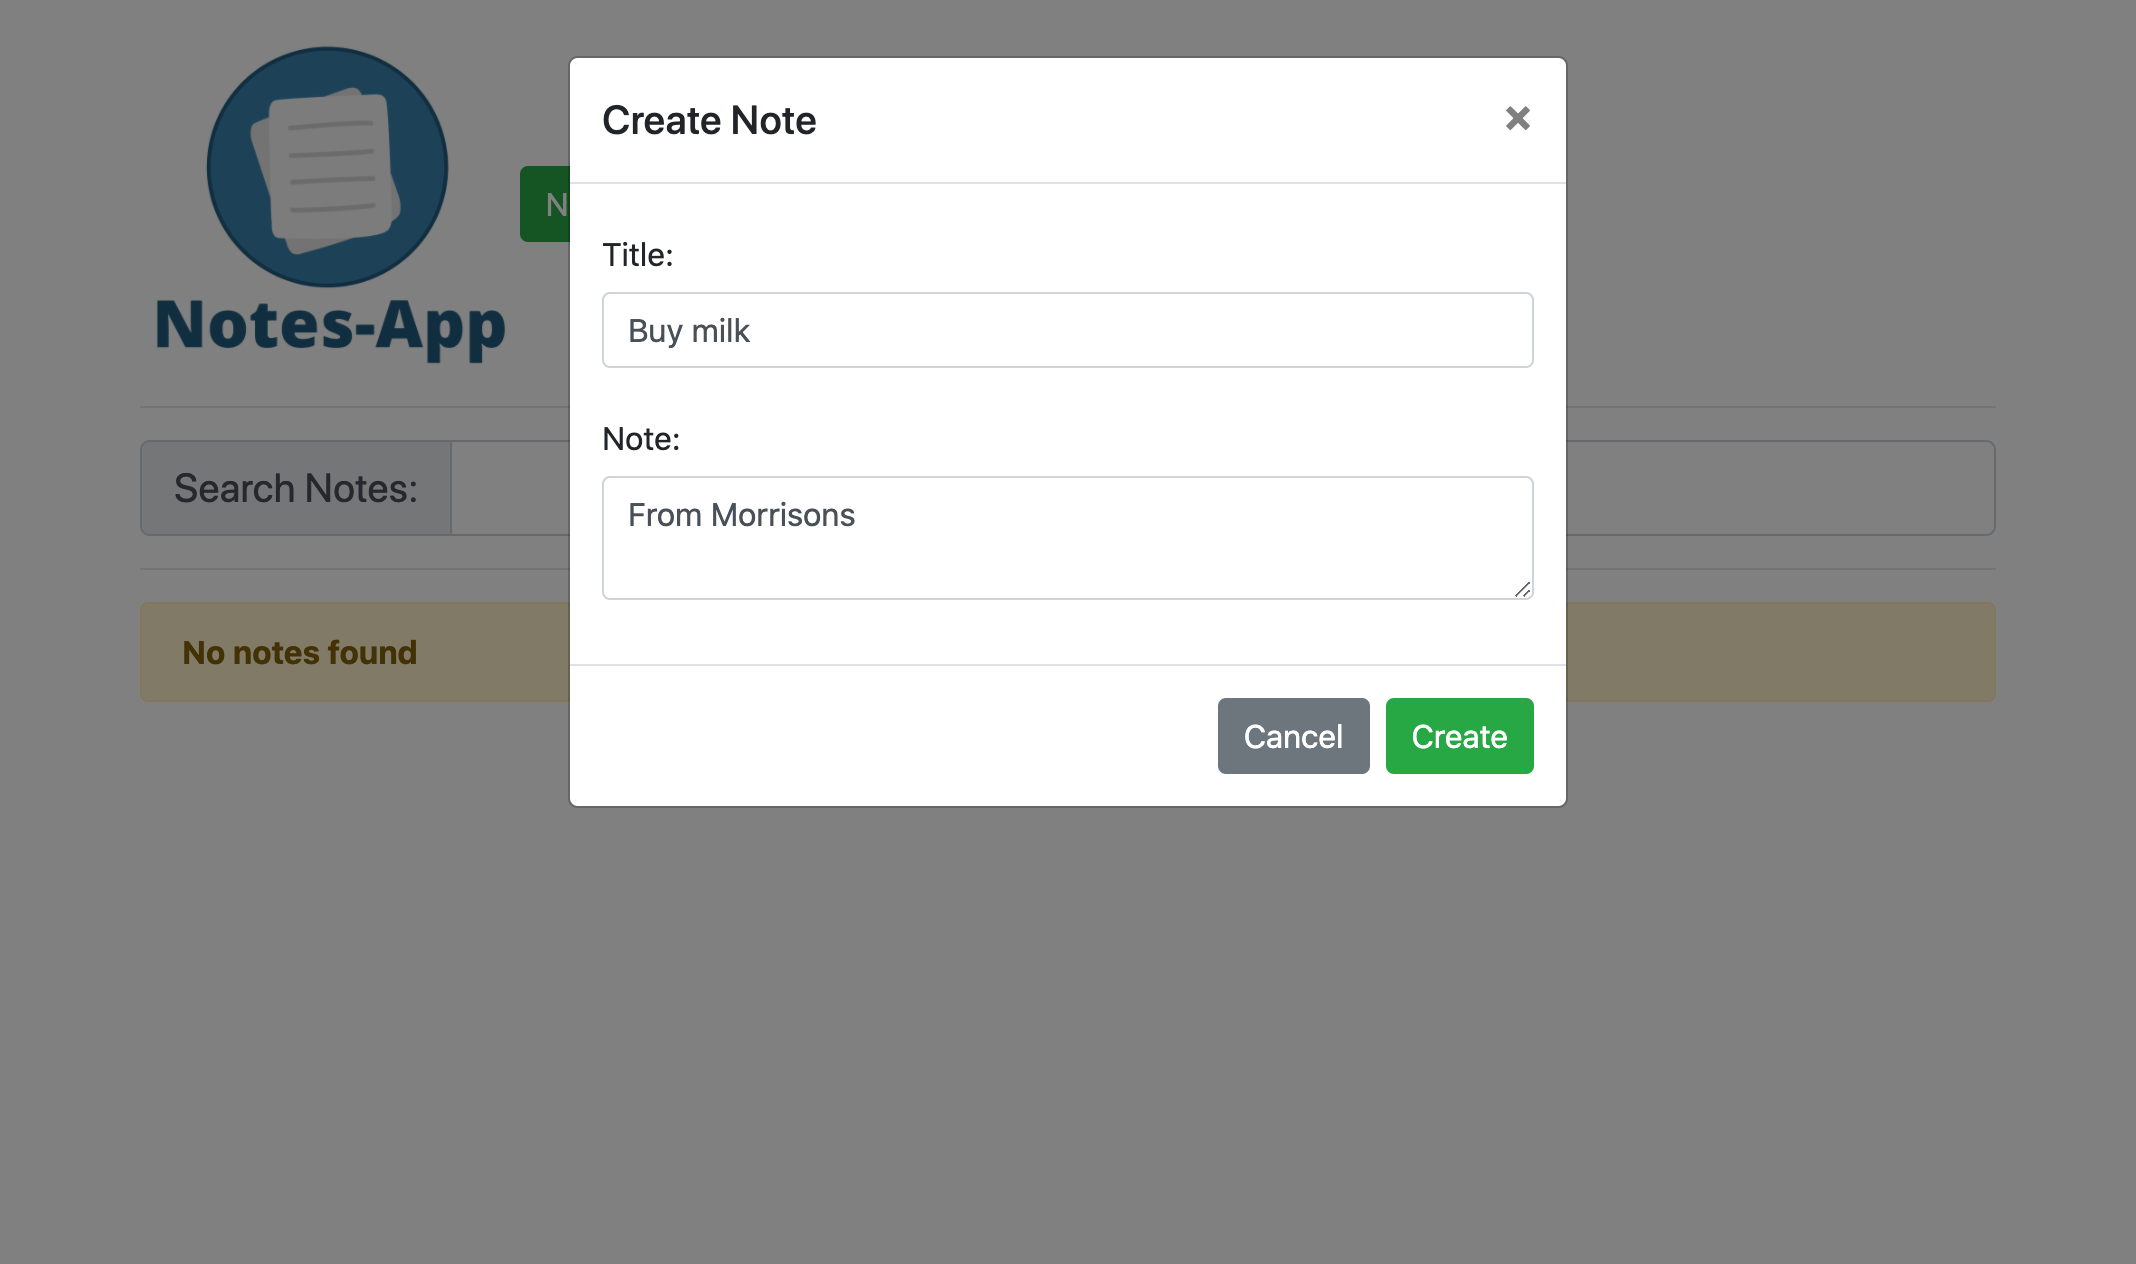 Create Note
Title:
Buy milk
Note:
From Morrisons
Cancel Create
Notes-App
Search Notes:
No notes found